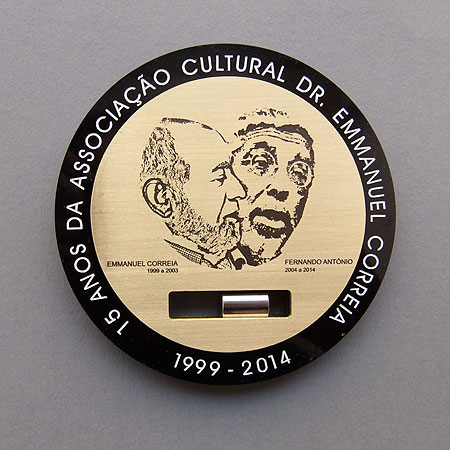 15 ANOS DA ASSOCIAÇÃO CULTURAL DR. EMMANUEL CORREIA
EMMANUEL CORREIA
1999 a 2003
FERNANDO ANTÓNIO
2004 a 2014
1999 - 2014